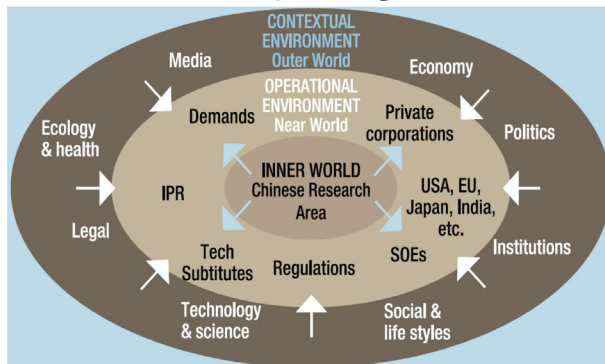 CONTEXTUAL
ENVIRONMENT
Outer World
Media
Economy
OPERATIONAL
ENVIRONMENT
Near World
Demands
Private
corporations
Ecology
& health
Politics
INNER WORLD
Chinese Research
Area
IPR
USA, EU,
Japan, India,
etc.
Legal
Institutions
Tech
Subtitutes
Regulations
SOEs
Technology
& science
Social &
life styles